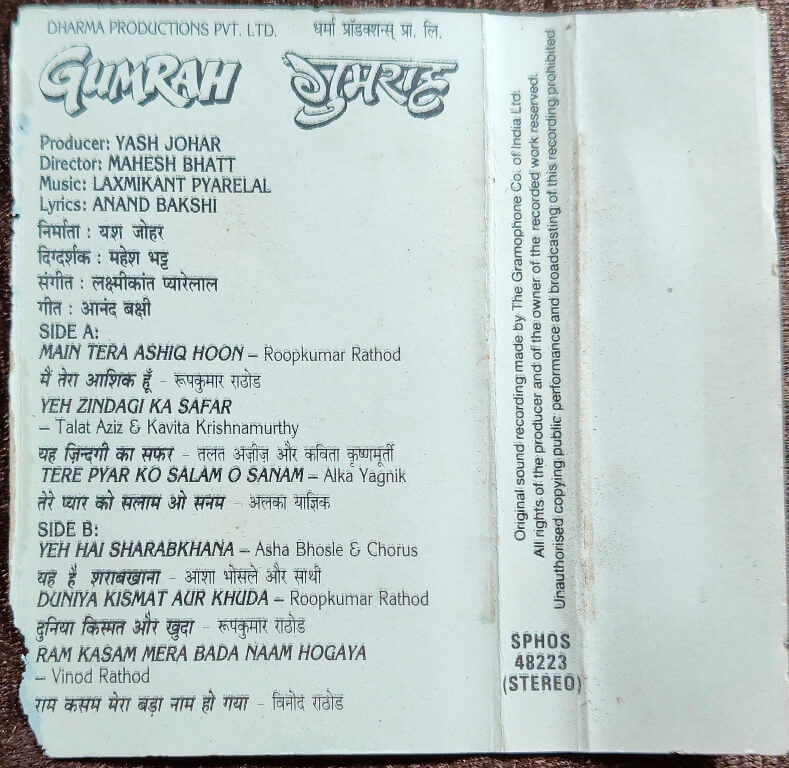 DHARMA PRODUCTIONS PVT. LTD. धर्मा प्रॉडक्शन्स् प्रा. लि.
GUMRAH गुमराह
Producer: YASH JOHAR
Director: MAHESH BHATT
Music: LAXMIKANT PYARELAL
Lyrics: ANAND BAKSHI
निर्माता : यश जोहर
दिग्दर्शक : महेश भट्ट
संगीत : लक्ष्मीकांत प्यारेलाल
गीत : आनंद बक्षी
SIDE A:
MAIN TERA ASHIQ HOON – Roopkumar Rathod
मैं तेरा आशिक हूँ – रूपकुमार राठोड
YEH ZINDAGI KA SAFAR
– Talat Aziz & Kavita Krishnamurthy
यह ज़िन्दगी का सफर – तलत अज़ीज़ और कविता कृष्णमूर्ती
TERE PYAR KO SALAM O SANAM – Alka Yagnik
तेरे प्यार को सलाम ओ सनम – अलका याज्ञिक
SIDE B:
YEH HAI SHARABKHANA – Asha Bhosle & Chorus
यह है शराबखाना – आशा भोसले और साथी
DUNIYA KISMAT AUR KHUDA – Roopkumar Rathod
दुनिया किस्मत और खुदा – रूपकुमार राठोड
RAM KASAM MERA BADA NAAM HOGAYA
– Vinod Rathod
राम कसम मेरा बड़ा नाम हो गया – विनोद राठोड
Original sound recording made by The Gramophone Co. of India Ltd.
All rights of the producer and of the owner of the recorded work reserved.
Unauthorised copying public performance and broadcasting of this recording prohibited
SPHOS
48223
(STEREO)